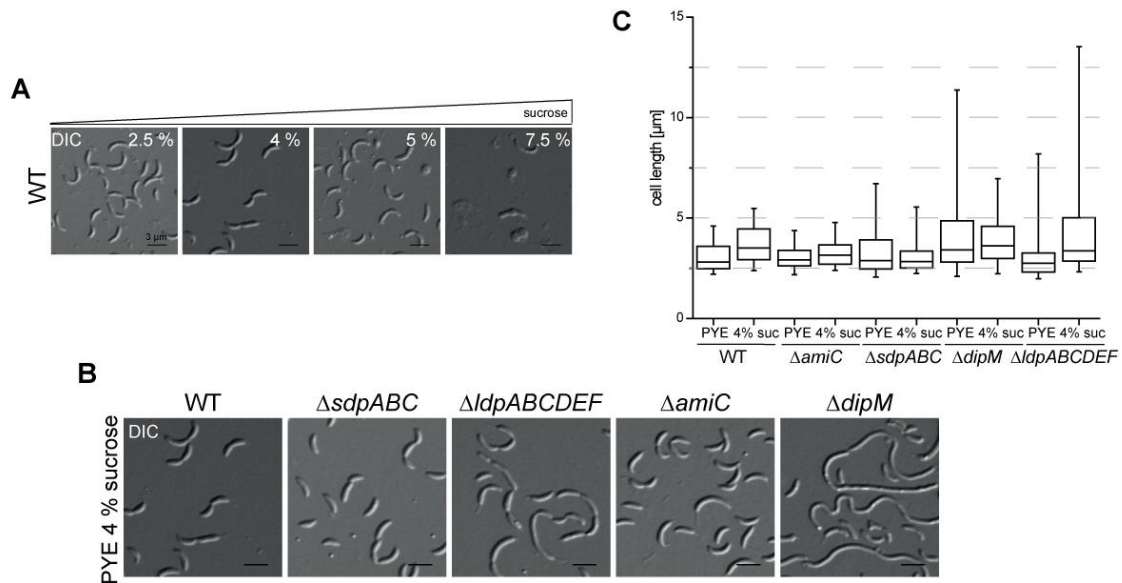 A
sucrose
DIC 2.5 % 4 % 5 % 7.5 %
WT
3 µm
C
cell length [µm]
15
10
5
0
PYE 4% suc PYE 4% suc PYE 4% suc PYE 4% suc PYE 4% suc
WT ΔamiC ΔsdpABC ΔdipM ΔldpABCDEF
B
WT ΔsdpABC ΔldpABCDEF ΔamiC ΔdipM
DIC
PYE 4 % sucrose